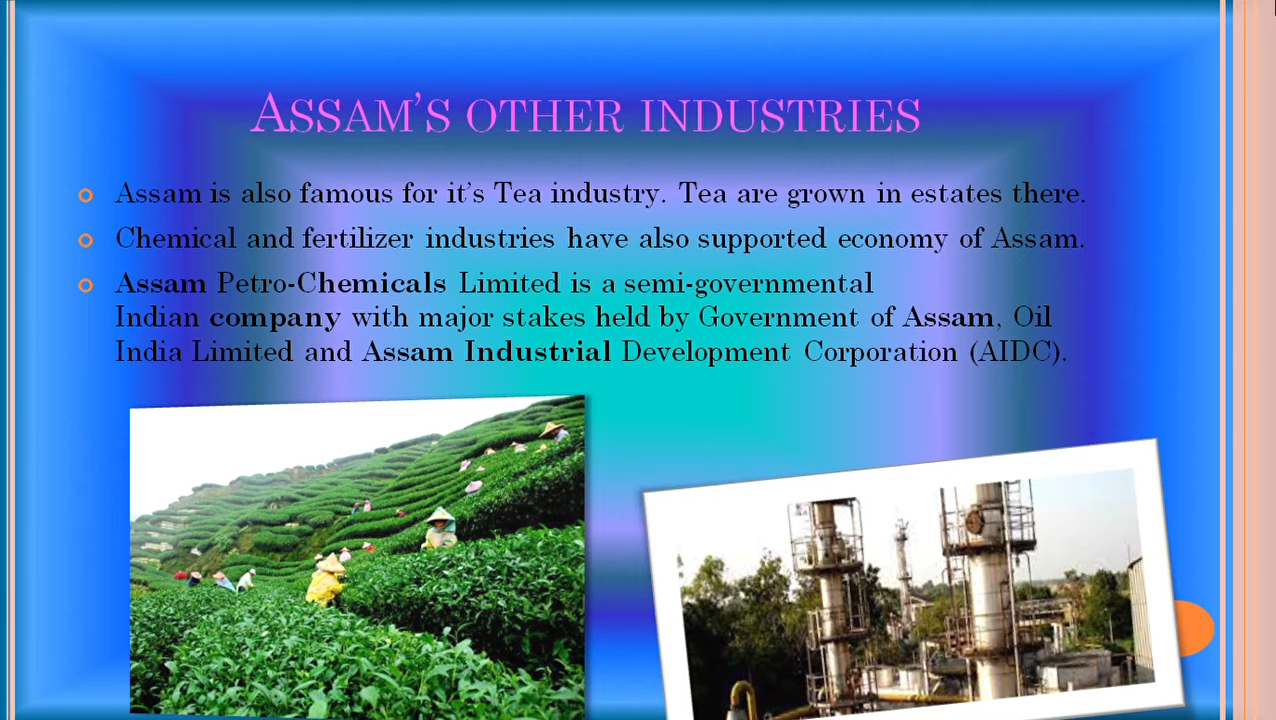 ASSAM'S OTHER INDUSTRIES
Assam is also famous for it's Tea industry. Tea are grown in estates there.
Chemical and fertilizer industries have also supported economy of Assam.
Assam Petro-Chemicals Limited is a semi-governmental
Indian company with major stakes held by Government of Assam, Oil
India Limited and Assam Industrial Development Corporation (AIDC).